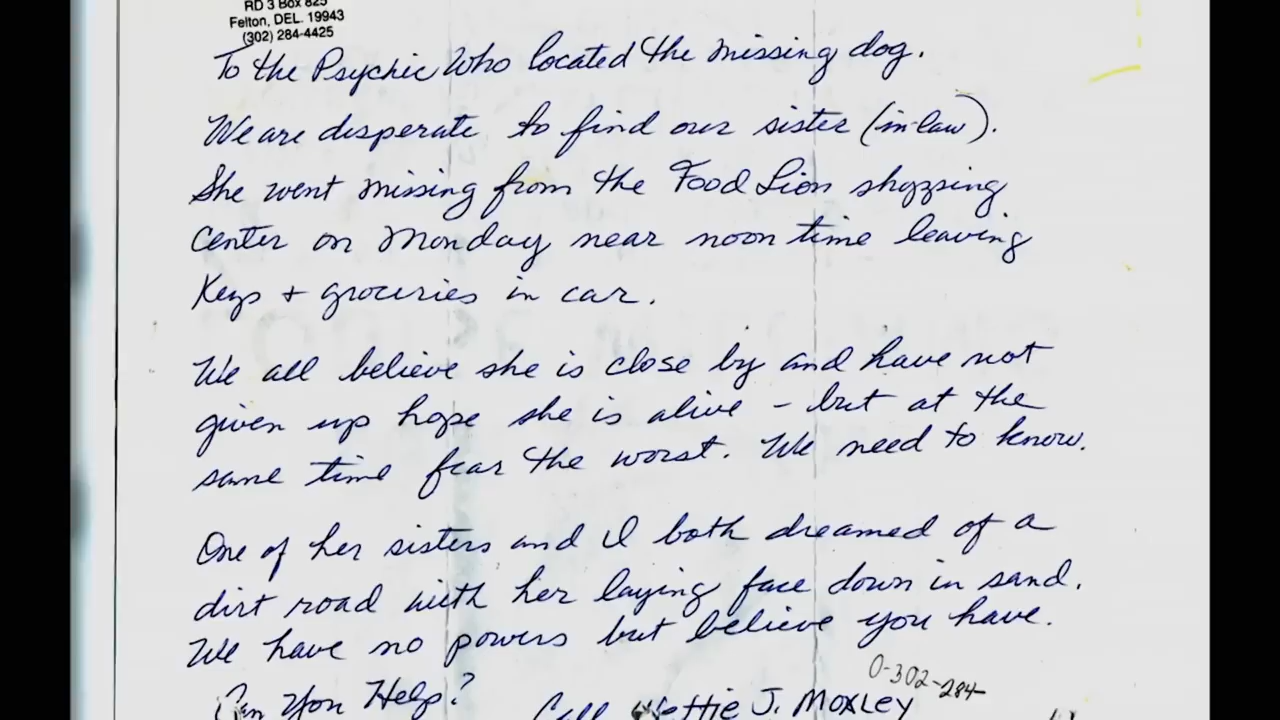 RD 3 Box 825
Felton, DEL. 19943
(302) 284-4425
To the Psychic Who located the missing dog.
We are desperate to find our sister (in-law).
She went missing from the Food Lion shopping
center on Monday near noon time leaving
Keys + groceries in car.
We all believe she is close by and have not
given up hope she is alive - but at the
same time fear the worst. We need to know.
One of her sisters and I both dreamed of a
dirt road with her laying face down in sand.
We have no powers but believe you have.
0-302-284-
Can You Help?
Call Nettie J. Moxley